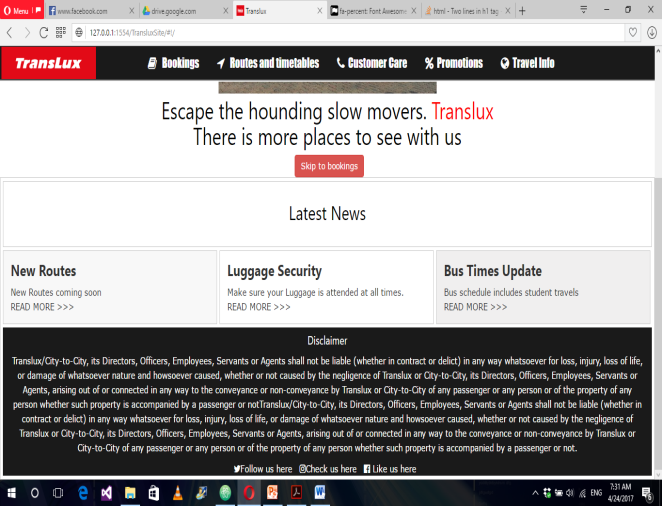 Menu
www.facebook.com
drive.google.com
Translux
fa-percent: Font Awesom
html - Two lines in h1 tag
127.0.0.1:1554/TransluxSite/#!/
TRANSLUX
Bookings
Routes and timetables
Customer Care
Promotions
Travel Info
Escape the hounding slow movers. Translux
There is more places to see with us
Skip to bookings
Latest News
New Routes
New Routes coming soon
READ MORE >>>
Luggage Security
Make sure your Luggage is attended at all times.
READ MORE >>>
Bus Times Update
Bus schedule includes student travels
READ MORE >>>
Disclaimer
Translux/City-to-City, its Directors, Officers, Employees, Servants or Agents shall not be liable (whether in contract or delict) in any way whatsoever for loss, injury, loss of life,
or damage of whatsoever nature and howsoever caused, whether or not caused by the negligence of Translux or City-to-City, its Directors, Officers, Employees, Servants or
Agents, arising out of or connected in any way to the conveyance or non-conveyance by Translux or City-to-City of any passenger or any person or of the property of any
person whether such property is accompanied by a passenger or notTranslux/City-to-City, its Directors, Officers, Employees, Servants or Agents shall not be liable (whether in
contract or delict) in any way whatsoever for loss, injury, loss of life, or damage of whatsoever nature and howsoever caused, whether or not caused by the negligence of
Translux or City-to-City, its Directors, Officers, Employees, Servants or Agents, arising out of or connected in any way to the conveyance or non-conveyance by Translux or
City-to-City of any passenger or any person or of the property of any person whether such property is accompanied by a passenger or not.
Follow us here
Check us here
Like us here
ENG
7:31 AM
4/24/2017